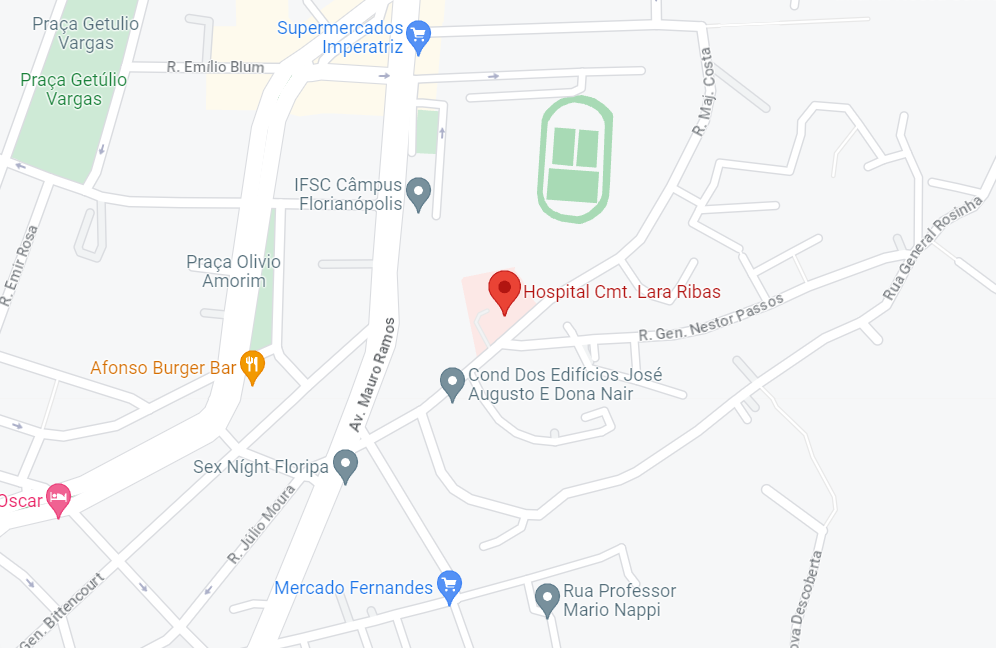 Praça Getulio
Vargas
Supermercados
Imperatriz
R. Emílio Blum
Praça Getúlio
Vargas
R. Maj. Costa
IFSC Câmpus
Florianópolis
Rua General Rosinha
R. Emir Rosa
Praça Olivio
Amorim
Hospital Cmt. Lara Ribas
R. Gen. Nestor Passos
Av. Mauro Ramos
Afonso Burger Bar
Cond Dos Edifícios José
Augusto E Dona Nair
Sex Níght Floripa
Oscar
R. Júlio Moura
Mercado Fernandes
Rua Professor
Mario Nappi
Gen. Bittencourt
ova Descoberta